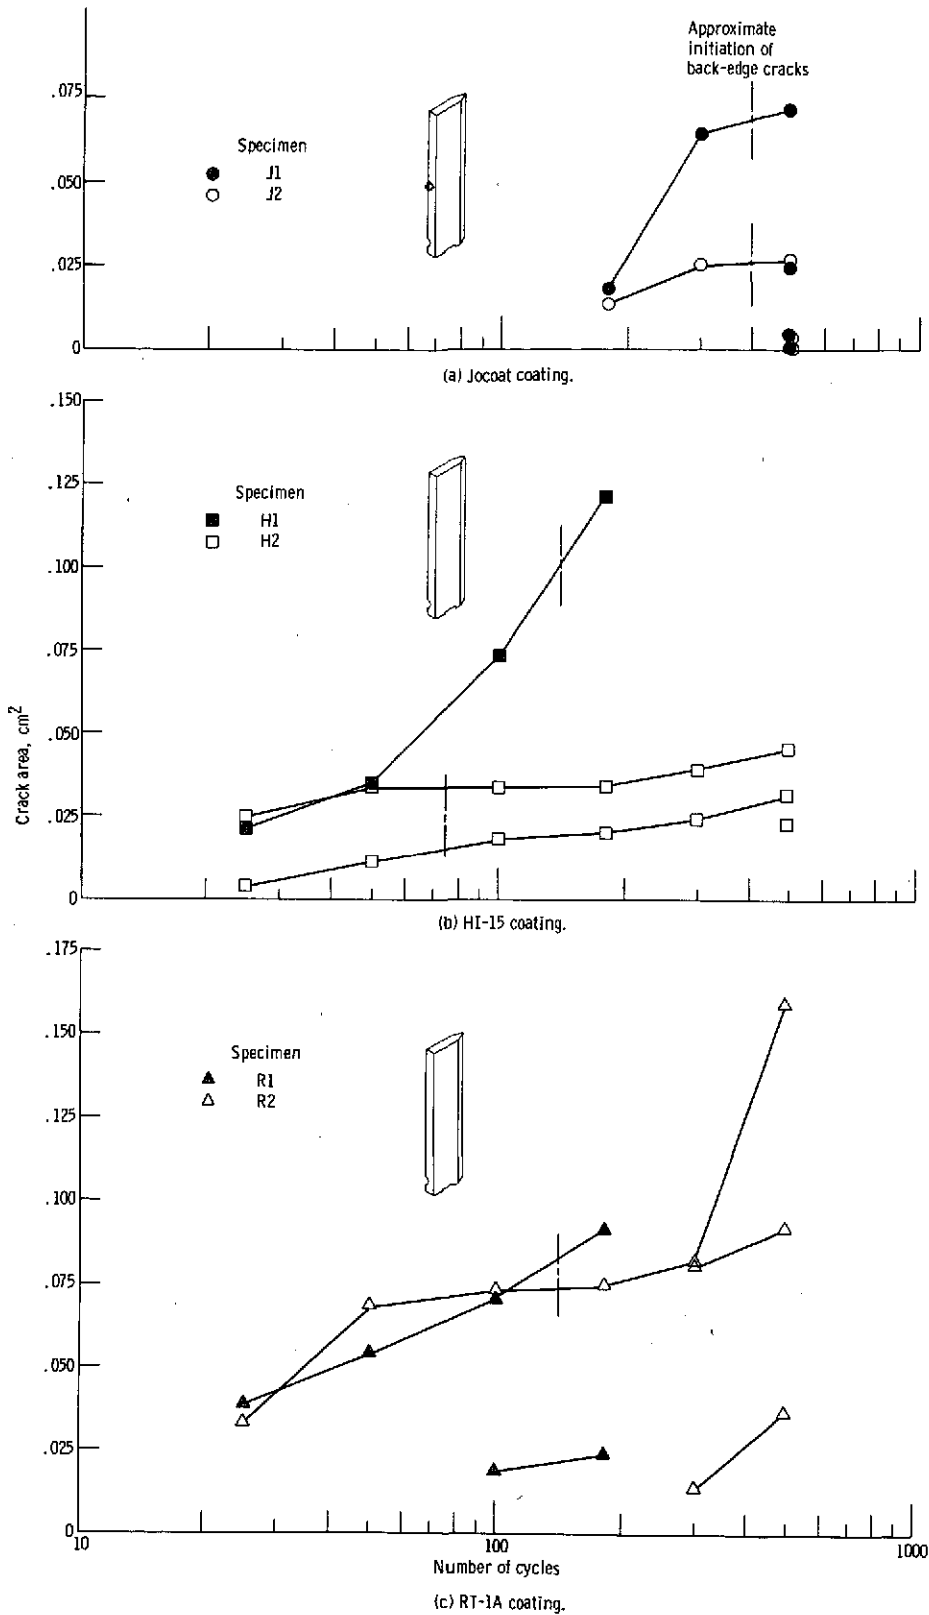 Approximate
initiation of
back-edge cracks
.075
.050
.025
0
Specimen
J1
J2
(a) Jocoat coating.
.150
.125
.100
.075
.050
.025
0
Crack area, cm2
Specimen
H1
H2
(b) HI-15 coating.
.175
.150
.125
.100
.075
.050
.025
0
Specimen
R1
R2
10
100
1000
Number of cycles
(c) RT-1A coating.